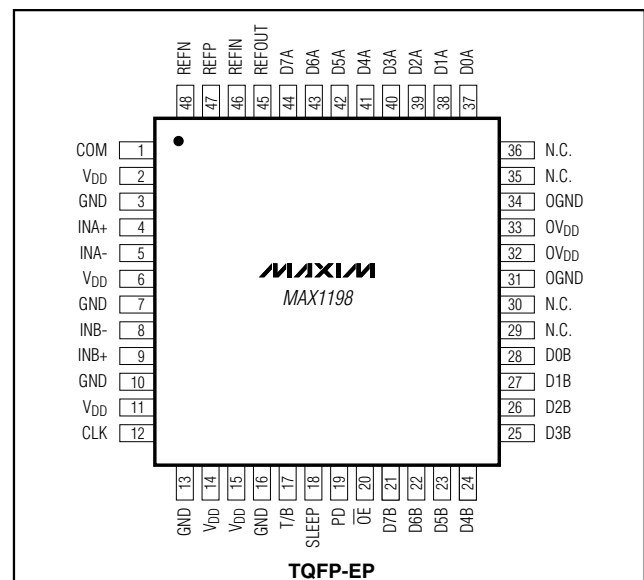 REFN REFP REFIN REFOUT D7A D6A D5A D4A D3A D2A D1A D0A
48 47 46 45 44 43 42 41 40 39 38 37
COM 1
VDD 2
GND 3
INA+ 4
INA- 5
VDD 6
GND 7
INB- 8
INB+ 9
GND 10
VDD 11
CLK 12
MAXIM
MAX1198
36 N.C.
35 N.C.
34 OGND
33 OVDD
32 OVDD
31 OGND
30 N.C.
29 N.C.
28 D0B
27 D1B
26 D2B
25 D3B
13 14 15 16 17 18 19 20 21 22 23 24
GND VDD VDD GND T/B SLEEP PD O̅E̅ D7B D6B D5B D4B
TQFP-EP